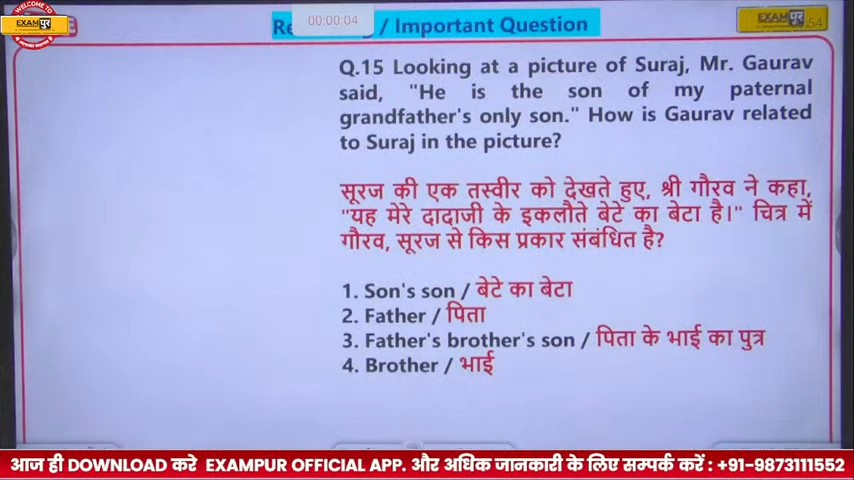 WELCOME TO
EXAMपुर
00:00:04
/ Important Question
EXAMपुर
:54
Q.15 Looking at a picture of Suraj, Mr. Gaurav
said, "He is the son of my paternal
grandfather's only son." How is Gaurav related
to Suraj in the picture?
सूरज की एक तस्वीर को देखते हुए, श्री गौरव ने कहा,
"यह मेरे दादाजी के इकलौते बेटे का बेटा है।" चित्र में
गौरव, सूरज से किस प्रकार संबंधित है?
1. Son's son / बेटे का बेटा
2. Father / पिता
3. Father's brother's son / पिता के भाई का पुत्र
4. Brother / भाई
आज ही DOWNLOAD करे EXAMPUR OFFICIAL APP. और अधिक जानकारी के लिए सम्पर्क करें : +91-9873111552